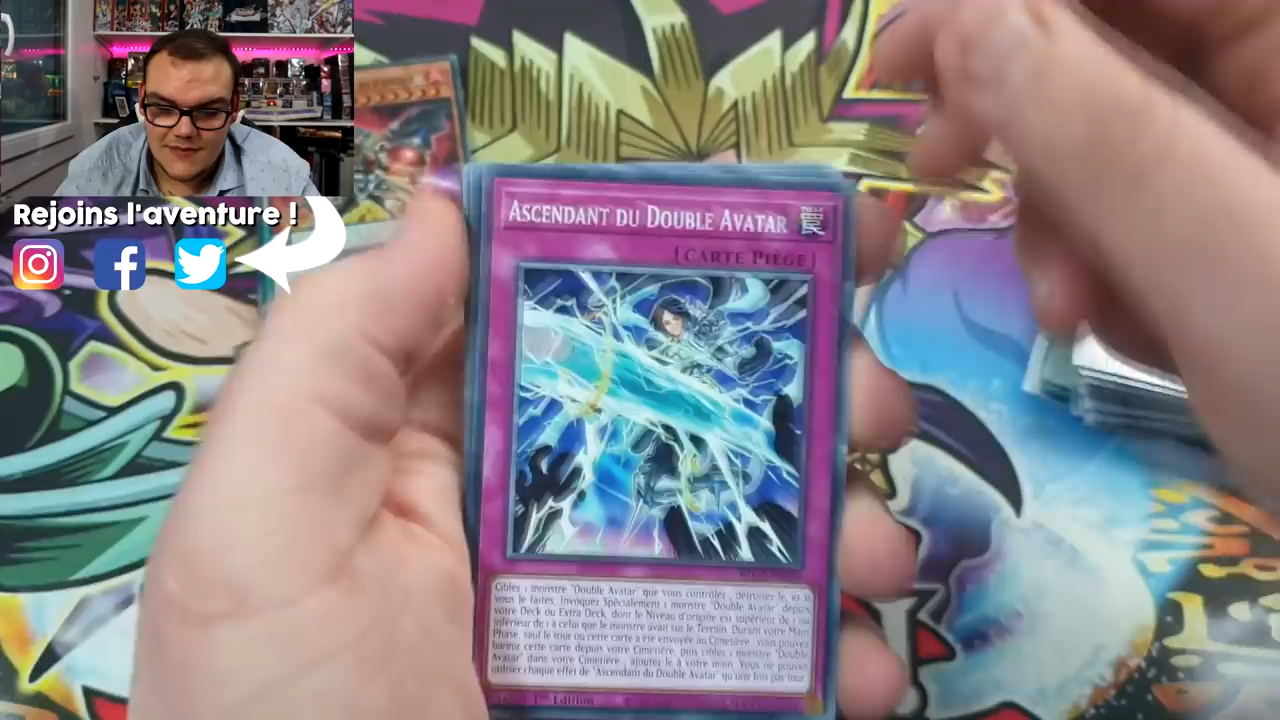 Rejoins l'aventure !
ASCENDANT DU DOUBLE AVATAR
[CARTE PIÈGE]
Ciblez 1 monstre "Double Avatar" que vous contrôlez ; détruisez-le, et si
vous le faites, Invoquez Spécialement 1 monstre "Double Avatar" depuis
votre Deck ou Extra Deck, dont le Niveau d'origine est supérieur de 1 ou
inférieur de 1 à celui que le monstre avait sur le Terrain. Durant votre Main
Phase, sauf le tour où cette carte a été envoyée au Cimetière : vous pouvez
bannir cette carte depuis votre Cimetière, puis ciblez 1 monstre "Double
Avatar" dans votre Cimetière ; ajoutez-le à votre main. Vous ne pouvez
utiliser chaque effet de "Ascendant du Double Avatar" qu'une fois par tour
1st Edition